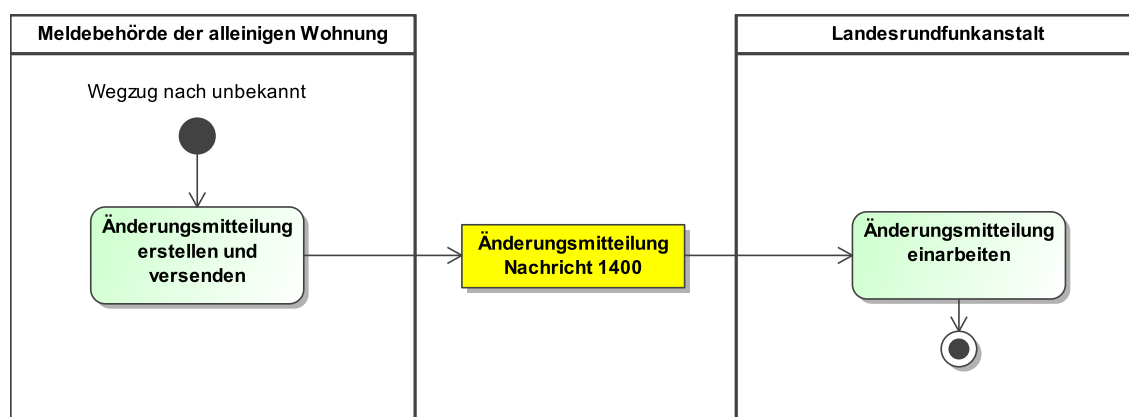 Meldebehörde der alleinigen Wohnung
Landesrundfunkanstalt
Wegzug nach unbekannt
Änderungsmitteilung
erstellen und
versenden
Änderungsmitteilung
Nachricht 1400
Änderungsmitteilung
einarbeiten